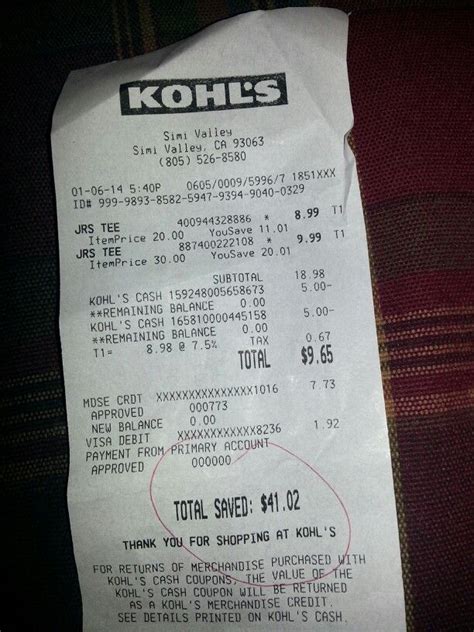 KOHL'S
Simi Valley
Simi Valley, CA 93063
(805) 526-8580
01-06-14 5:40P 0605/0009/5996/7 1851XXX
ID# 999-9893-8582-5947-9394-9040-0329
JRS TEE 400944328886 * 8.99 T1
ItemPrice 20.00 YouSave 11.01
JRS TEE 887400222108 * 9.99 T1
ItemPrice 30.00 YouSave 20.01
SUBTOTAL 18.98
KOHL'S CASH 159248005658673 5.00-
**REMAINING BALANCE 0.00
KOHL'S CASH 165810000445158 5.00-
**REMAINING BALANCE 0.00
T1= 8.98 @ 7.5% TAX 0.67
TOTAL $9.65
MDSE CRDT XXXXXXXXXXXXXXX1016 7.73
APPROVED 000773
NEW BALANCE 0.00
VISA DEBIT XXXXXXXXXXXX8236 1.92
PAYMENT FROM PRIMARY ACCOUNT
APPROVED 000000
TOTAL SAVED: $41.02
THANK YOU FOR SHOPPING AT KOHL'S
FOR RETURNS OF MERCHANDISE PURCHASED WITH
KOHL'S CASH COUPONS, THE VALUE OF THE
KOHL'S CASH COUPON WILL BE RETURNED
AS A KOHL'S MERCHANDISE CREDIT.
SEE DETAILS PRINTED ON KOHL'S CASH.